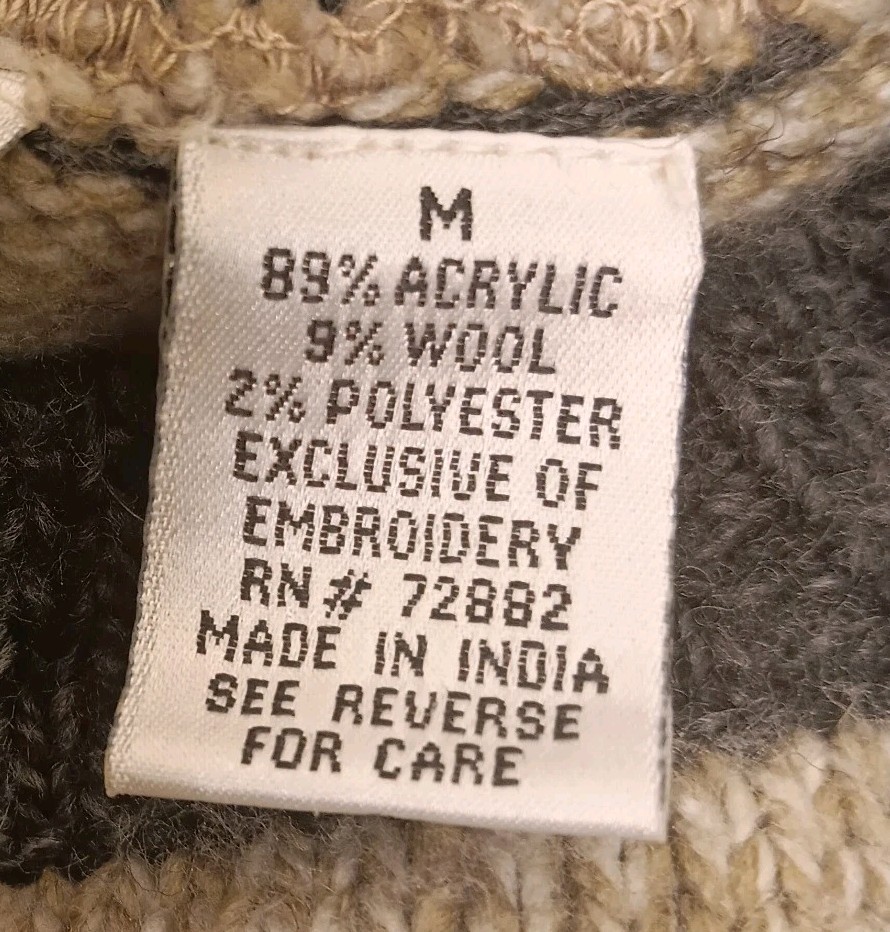 M
89% ACRYLIC
9% WOOL
2% POLYESTER
EXCLUSIVE OF
EMBROIDERY
RN# 72882
MADE IN INDIA
SEE REVERSE
FOR CARE